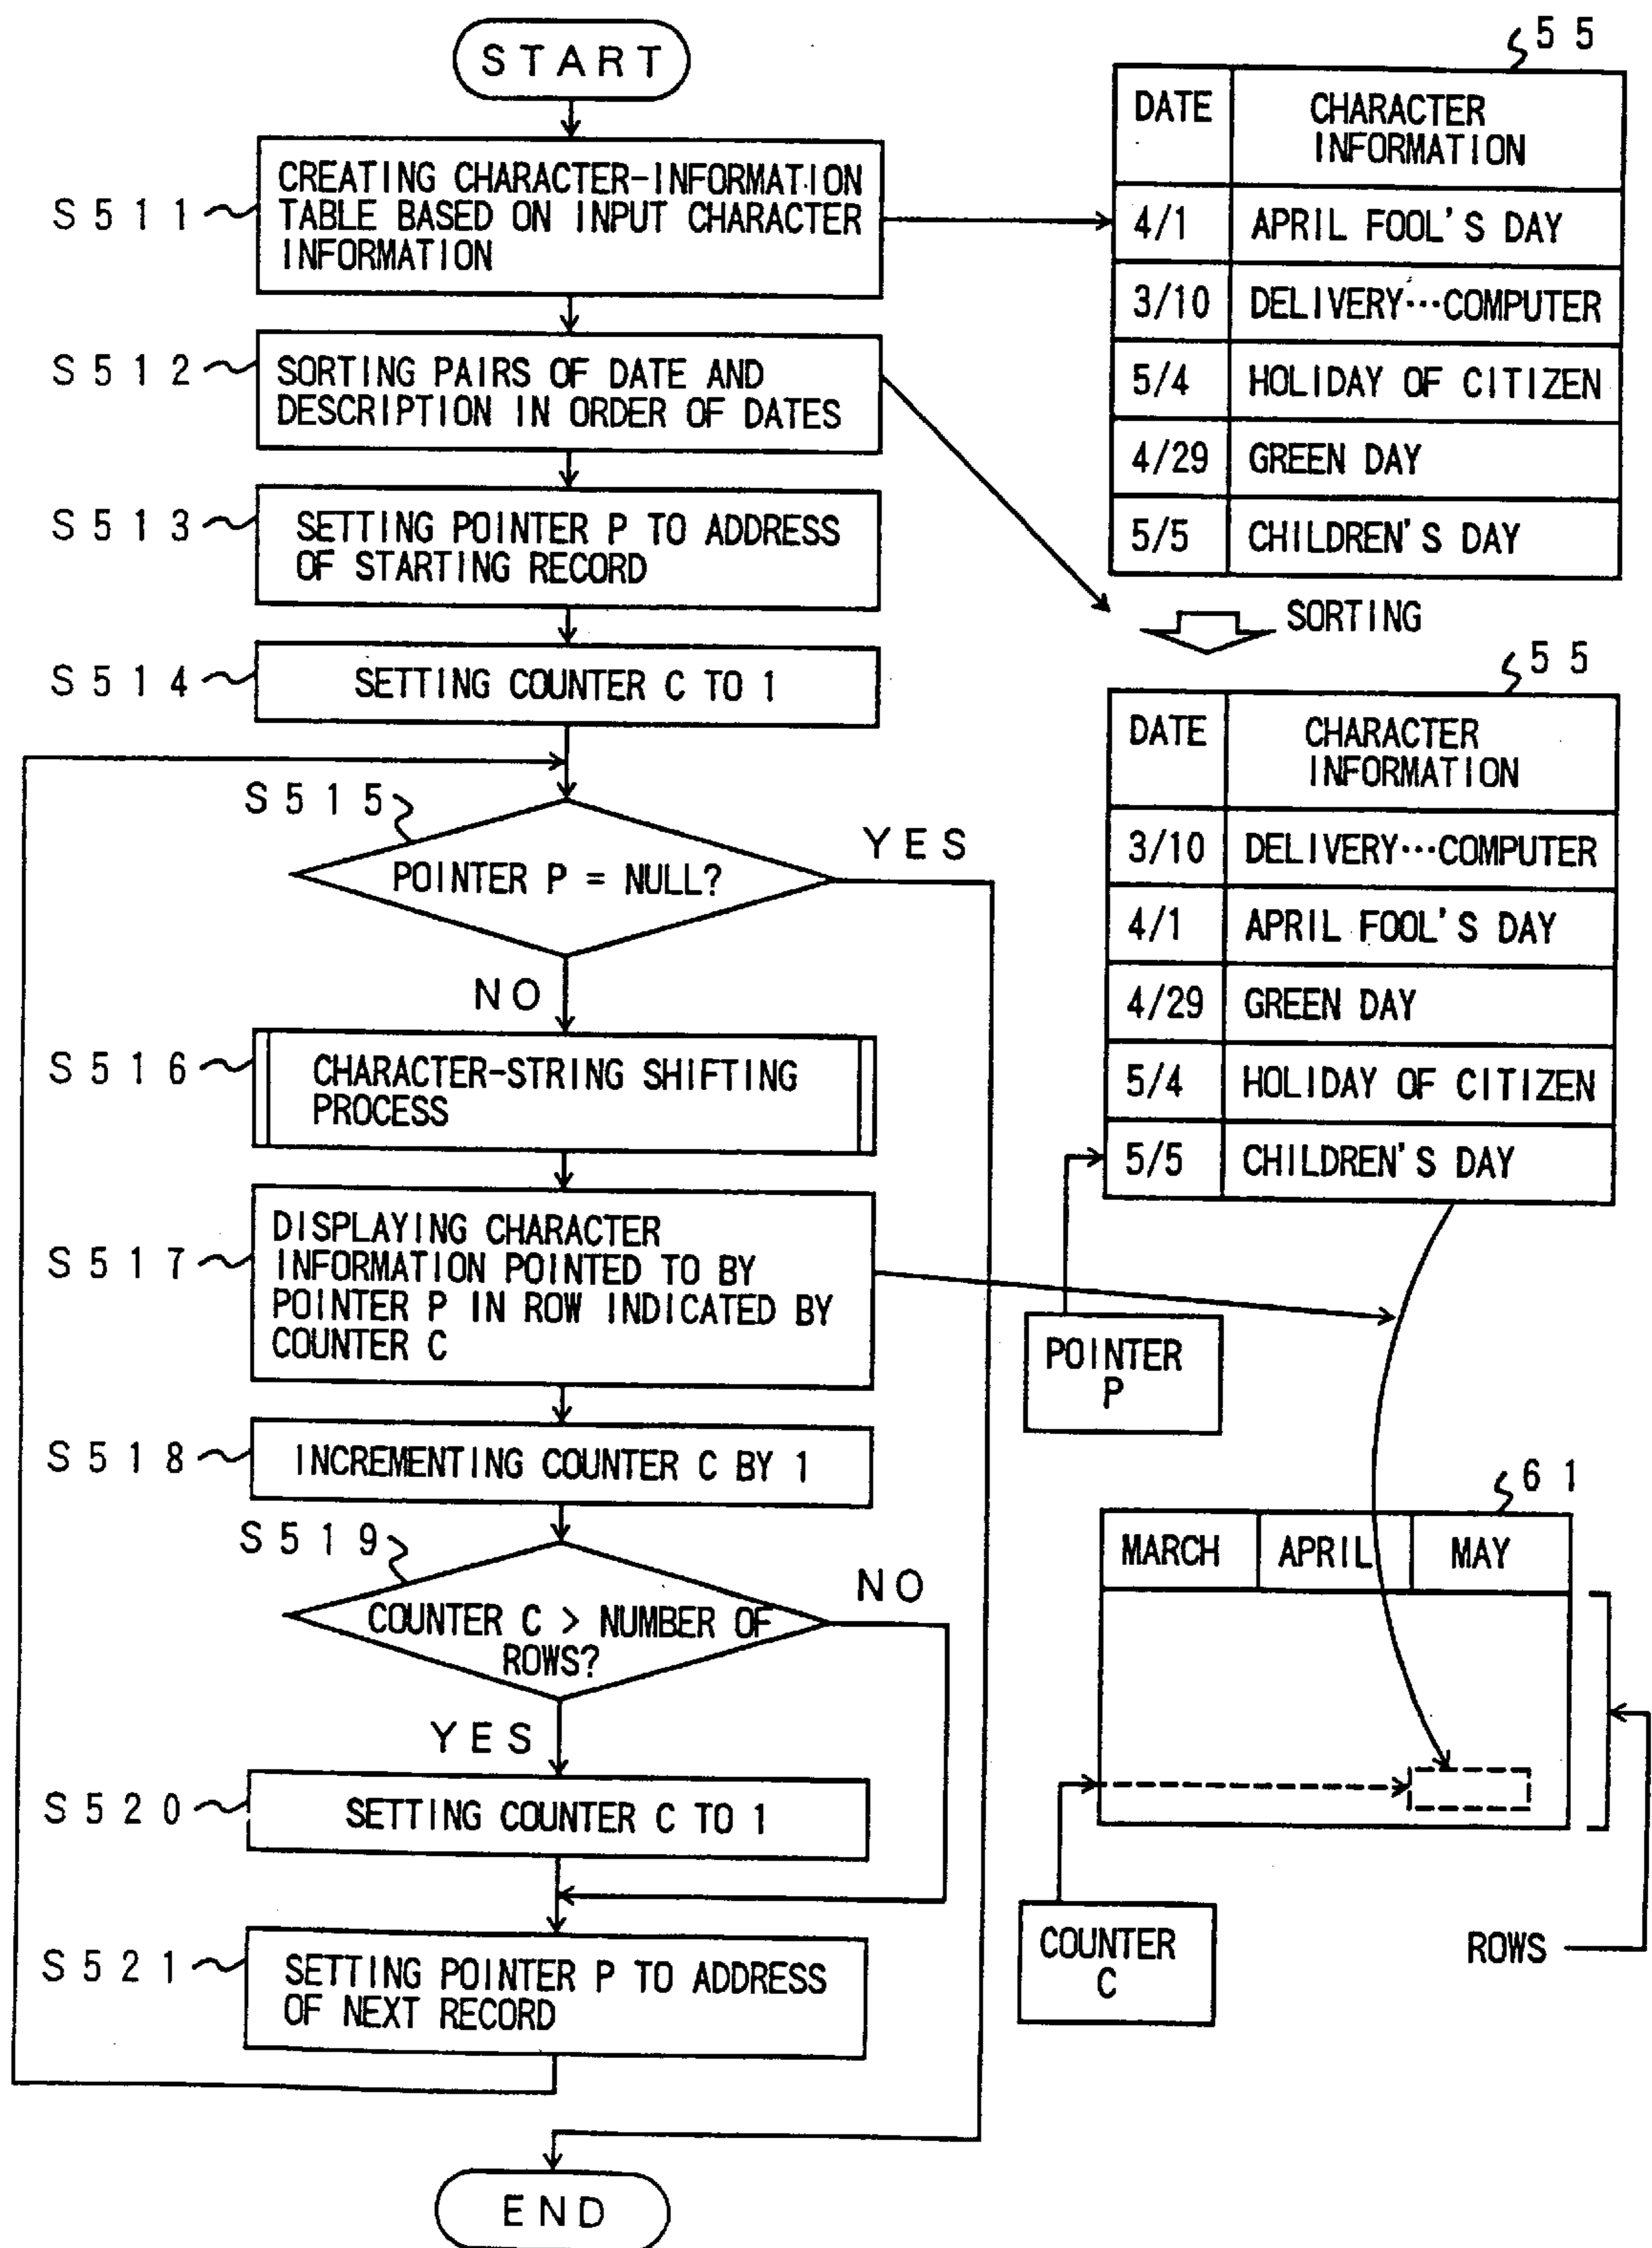 START
S511
CREATING CHARACTER-INFORMATION
TABLE BASED ON INPUT CHARACTER
INFORMATION
S512
SORTING PAIRS OF DATE AND
DESCRIPTION IN ORDER OF DATES
S513
SETTING POINTER P TO ADDRESS
OF STARTING RECORD
S514
SETTING COUNTER C TO 1
S515
POINTER P = NULL?
YES
NO
S516
CHARACTER-STRING SHIFTING
PROCESS
S517
DISPLAYING CHARACTER
INFORMATION POINTED TO BY
POINTER P IN ROW INDICATED BY
COUNTER C
S518
INCREMENTING COUNTER C BY 1
S519
COUNTER C > NUMBER OF
ROWS?
NO
YES
S520
SETTING COUNTER C TO 1
S521
SETTING POINTER P TO ADDRESS
OF NEXT RECORD
END
55
DATE CHARACTER
INFORMATION
4/1 APRIL FOOL'S DAY
3/10 DELIVERY···COMPUTER
5/4 HOLIDAY OF CITIZEN
4/29 GREEN DAY
5/5 CHILDREN'S DAY
SORTING
55
DATE CHARACTER
INFORMATION
3/10 DELIVERY···COMPUTER
4/1 APRIL FOOL'S DAY
4/29 GREEN DAY
5/4 HOLIDAY OF CITIZEN
5/5 CHILDREN'S DAY
POINTER
P
61
MARCH APRIL MAY
COUNTER
C
ROWS